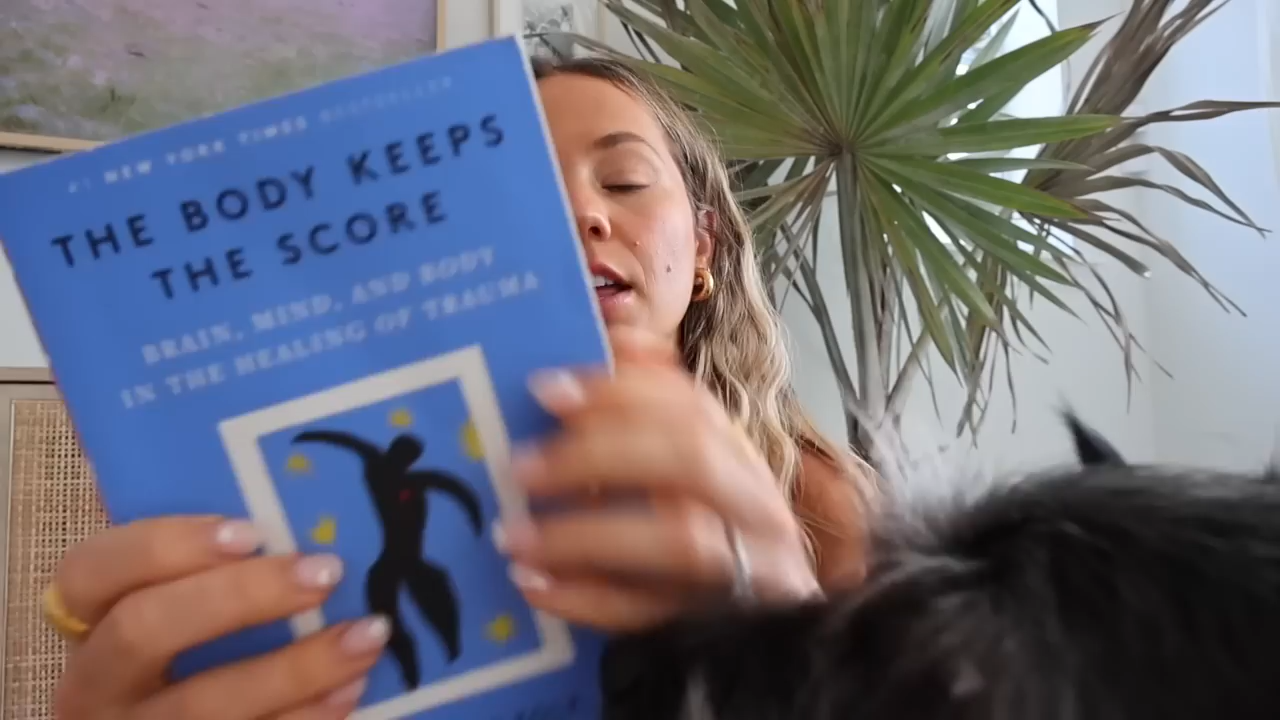 #1 NEW YORK TIMES BESTSELLER
THE BODY KEEPS
THE SCORE
BRAIN, MIND, AND BODY
IN THE HEALING OF TRAUMA